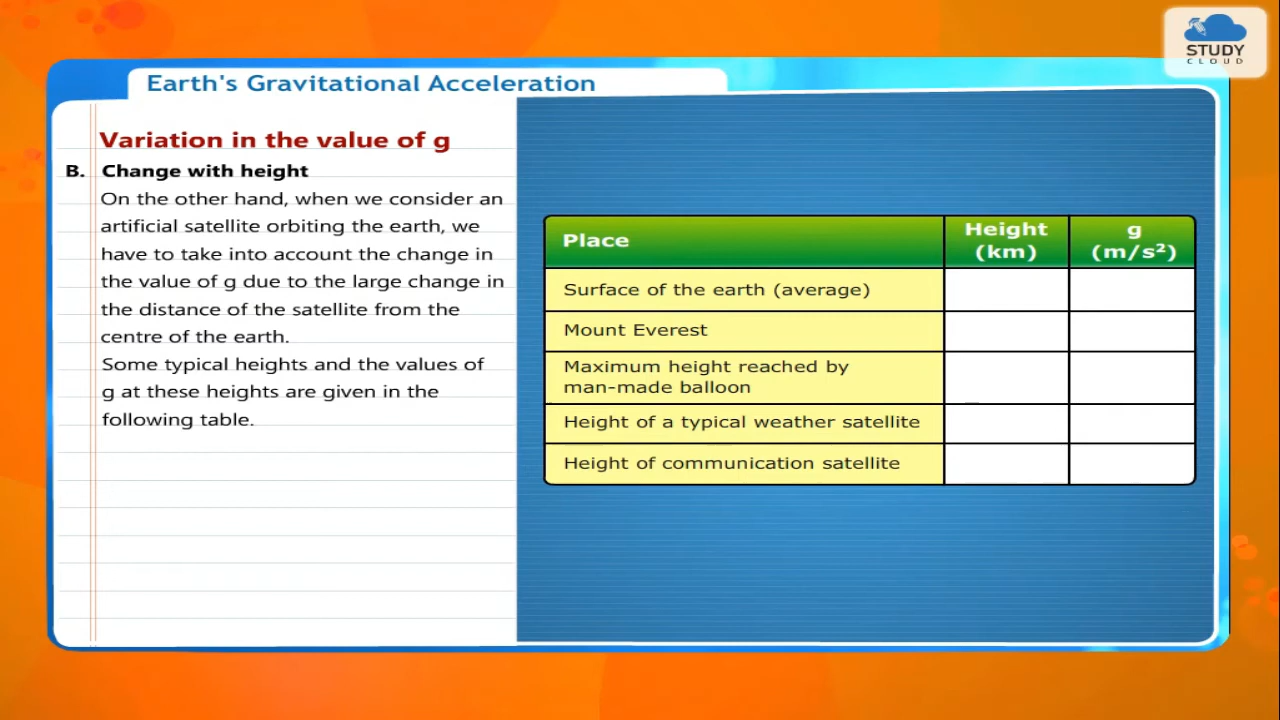 STUDY
CLOUD
Earth's Gravitational Acceleration
Variation in the value of g
B. Change with height
On the other hand, when we consider an
artificial satellite orbiting the earth, we
have to take into account the change in
the value of g due to the large change in
the distance of the satellite from the
centre of the earth.
Some typical heights and the values of
g at these heights are given in the
following table.
Place
Height
(km)
g
(m/s²)
Surface of the earth (average)
Mount Everest
Maximum height reached by
man-made balloon
Height of a typical weather satellite
Height of communication satellite